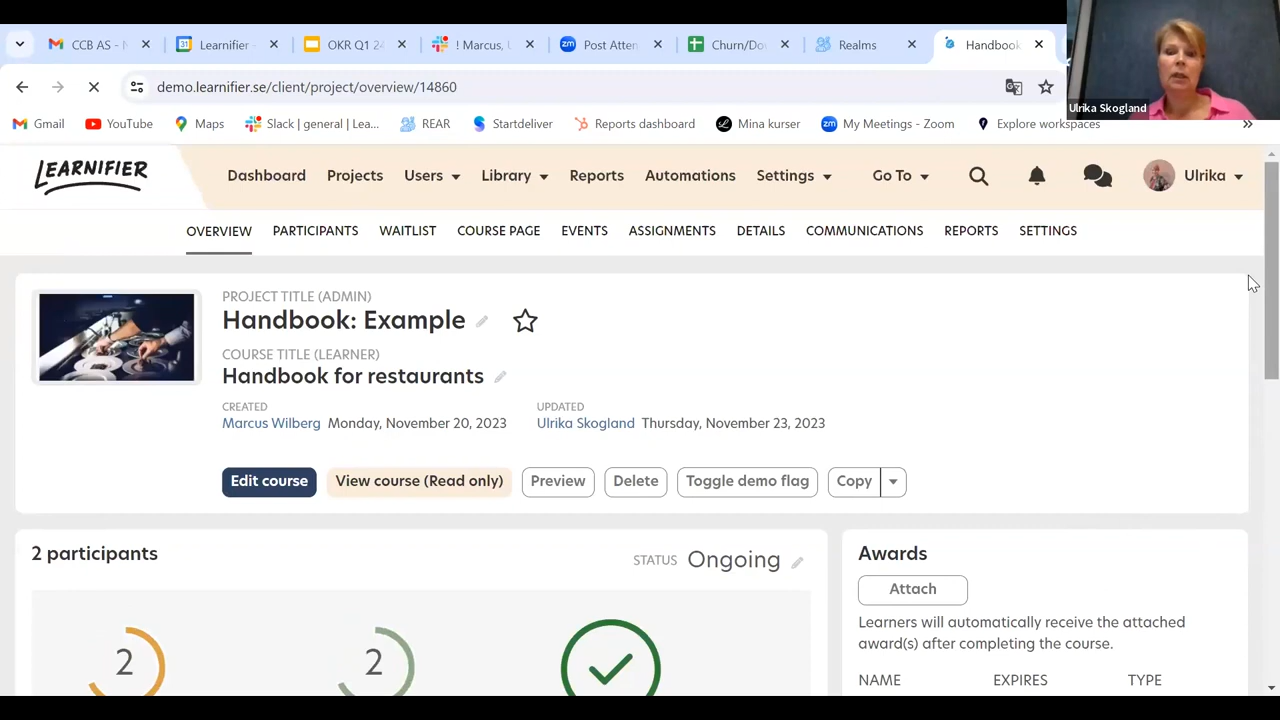 CCB AS - N
Learnifier -
OKR Q1 24
! Marcus, U
Post Atten
Churn/Do
Realms
Handbook
demo.learnifier.se/client/project/overview/14860
Ulrika Skogland
Gmail
YouTube
Maps
Slack | general | Lea...
REAR
Startdeliver
Reports dashboard
Mina kurser
My Meetings - Zoom
Explore workspaces
LEARNIFIER
Dashboard
Projects
Users
Library
Reports
Automations
Settings
Go To
Ulrika
OVERVIEW
PARTICIPANTS
WAITLIST
COURSE PAGE
EVENTS
ASSIGNMENTS
DETAILS
COMMUNICATIONS
REPORTS
SETTINGS
PROJECT TITLE (ADMIN)
Handbook: Example
COURSE TITLE (LEARNER)
Handbook for restaurants
CREATED
Marcus Wilberg Monday, November 20, 2023
UPDATED
Ulrika Skogland Thursday, November 23, 2023
Edit course
View course (Read only)
Preview
Delete
Toggle demo flag
Copy
2 participants
STATUS Ongoing
2
2
Awards
Attach
Learners will automatically receive the attached
award(s) after completing the course.
NAME
EXPIRES
TYPE